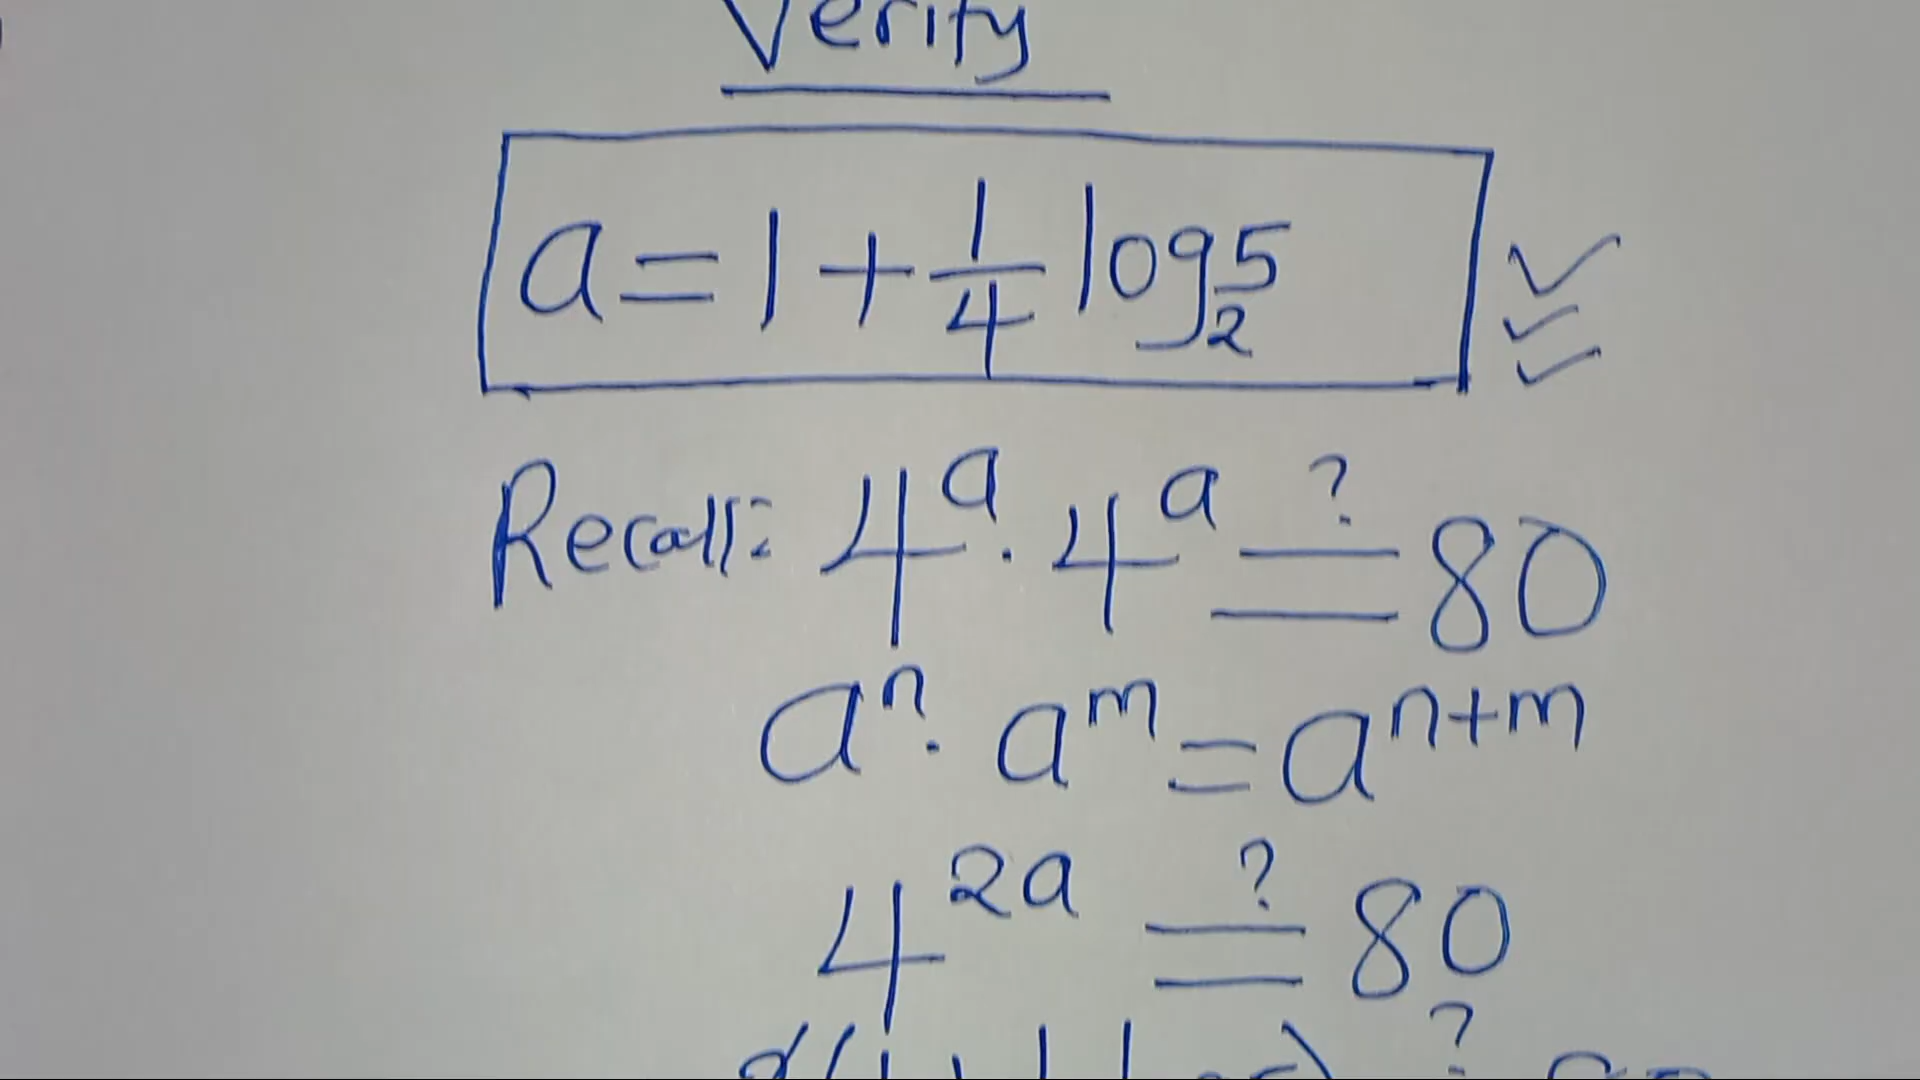 Verify
a = 1 + 1/4 log₂5
Recall: 4^a · 4^a ≟ 80
a^n · a^m = a^(n+m)
4^(2a) ≟ 80